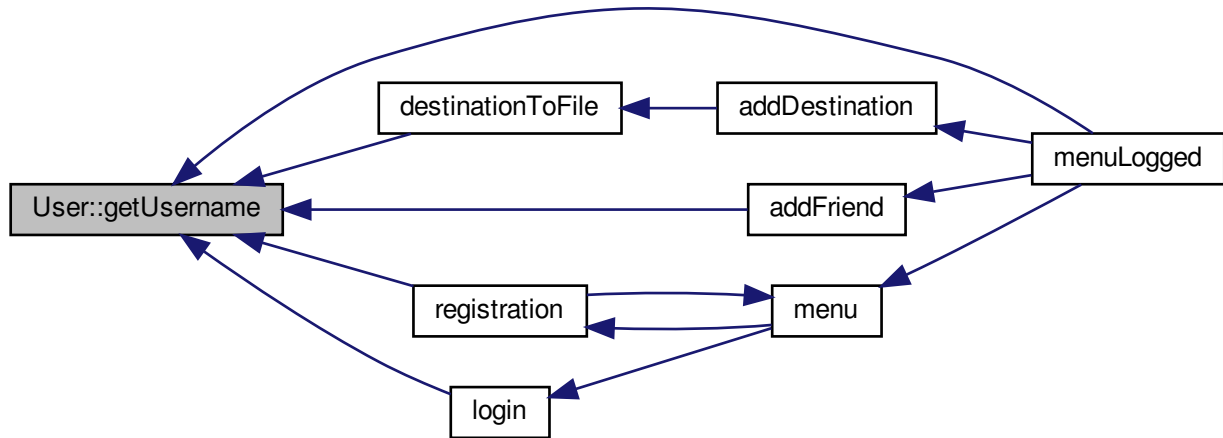 destinationToFile
addDestination
menuLogged
User::getUsername
addFriend
registration
menu
login